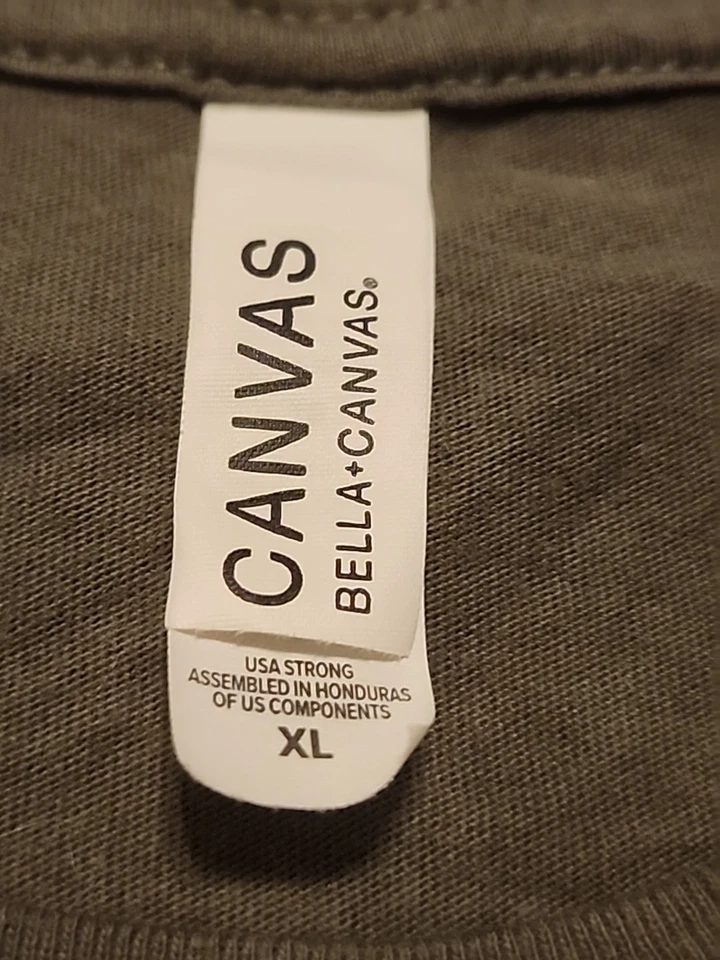 CANVAS
BELLA+CANVAS®
USA STRONG
ASSEMBLED IN HONDURAS
OF US COMPONENTS
XL